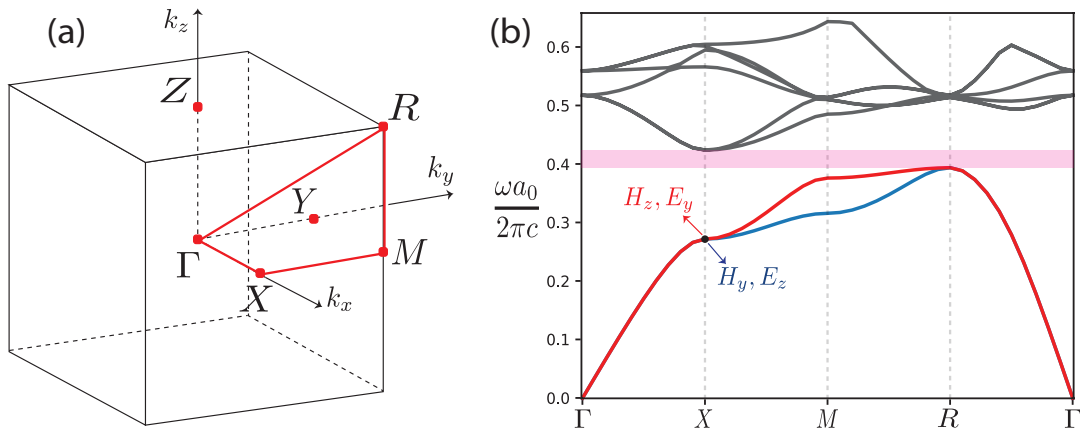 (a)
k_z
Z
R
k_y
Y
Γ
M
X
k_x
(b)
ωa_0
2πc
0.6
0.5
0.4
0.3
0.2
0.1
0.0
H_z, E_y
H_y, E_z
Γ X M R Γ